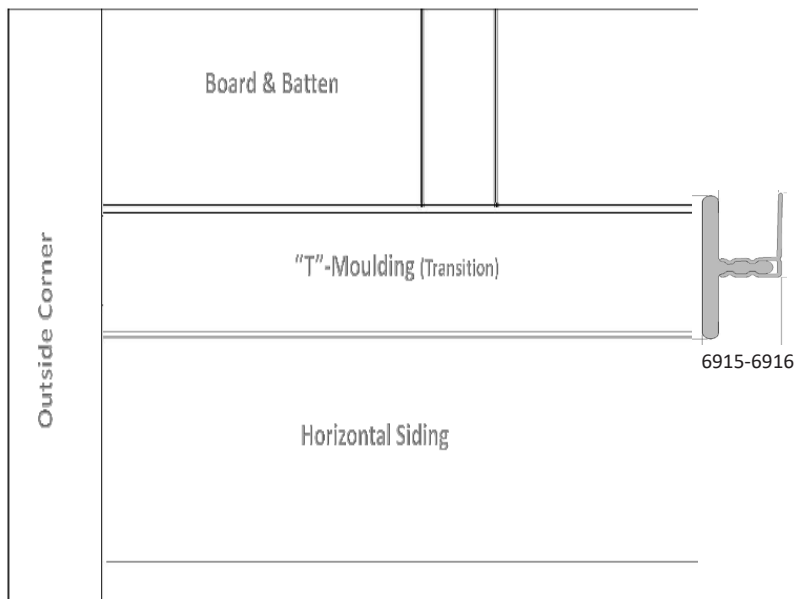 Board & Batten
Outside Corner
“T”-Moulding (Transition)
6915-6916
Horizontal Siding